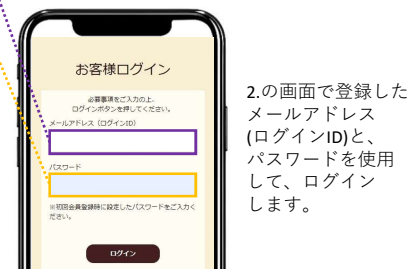 お客様ログイン
必要事項をご入力の上、
ログインボタンを押してください。
メールアドレス（ログインID）
パスワード
※初回会員登録時に設定したパスワードをご入力く
ださい。
ログイン
2.の画面で登録した
メールアドレス
(ログインID)と、
パスワードを使用
して、ログイン
します。